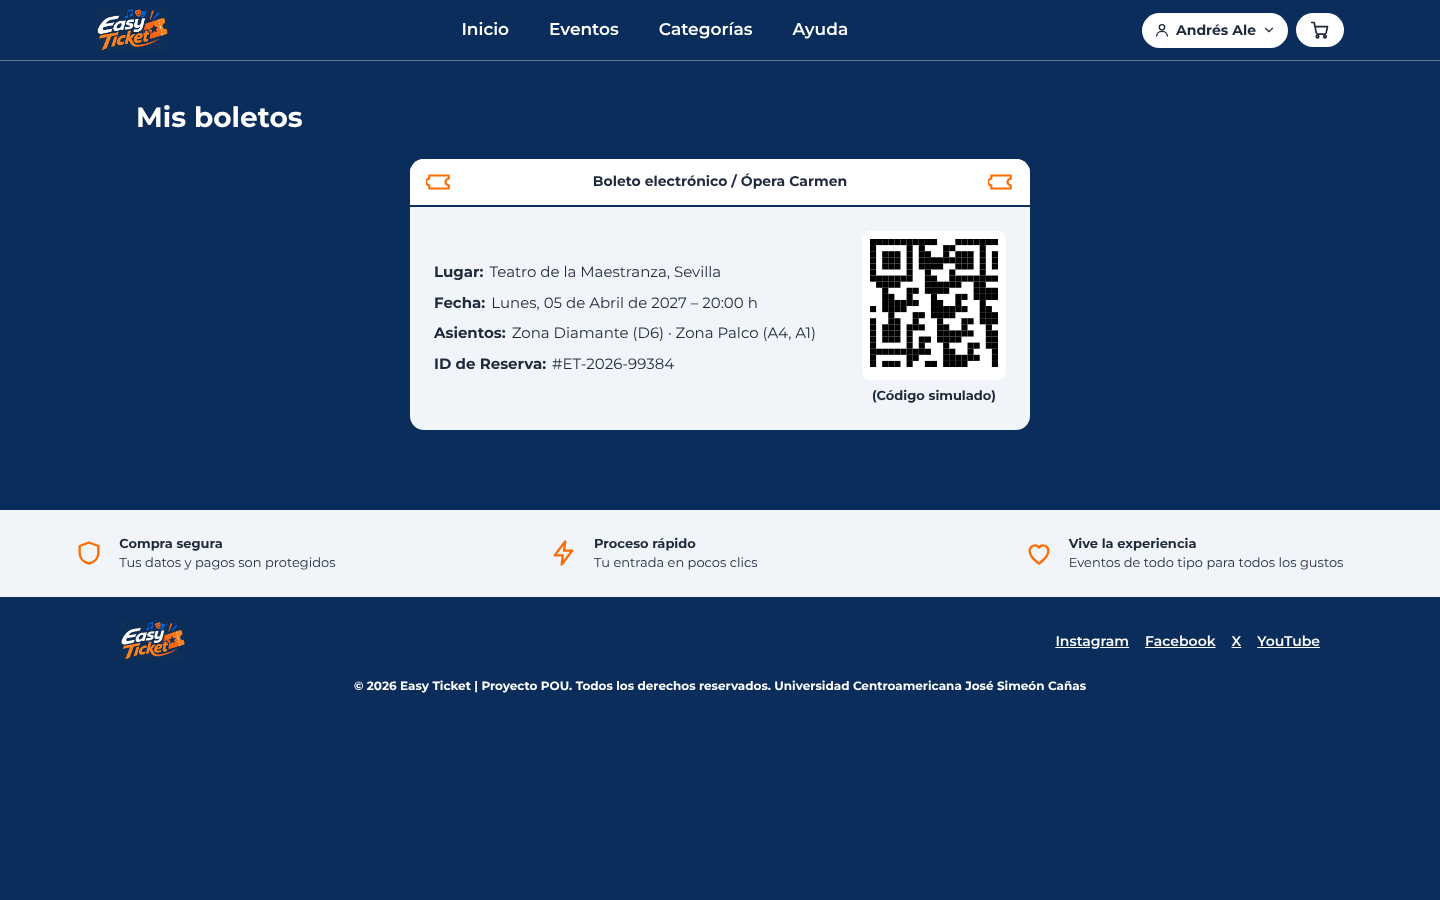 Easy Ticket
Inicio Eventos Categorías Ayuda
Andrés Ale
Mis boletos
Boleto electrónico / Ópera Carmen
Lugar: Teatro de la Maestranza, Sevilla
Fecha: Lunes, 05 de Abril de 2027 – 20:00 h
Asientos: Zona Diamante (D6) · Zona Palco (A4, A1)
ID de Reserva: #ET-2026-99384
(Código simulado)
Compra segura
Tus datos y pagos son protegidos
Proceso rápido
Tu entrada en pocos clics
Vive la experiencia
Eventos de todo tipo para todos los gustos
Easy Ticket
Instagram Facebook X YouTube
© 2026 Easy Ticket | Proyecto POU. Todos los derechos reservados. Universidad Centroamericana José Simeón Cañas